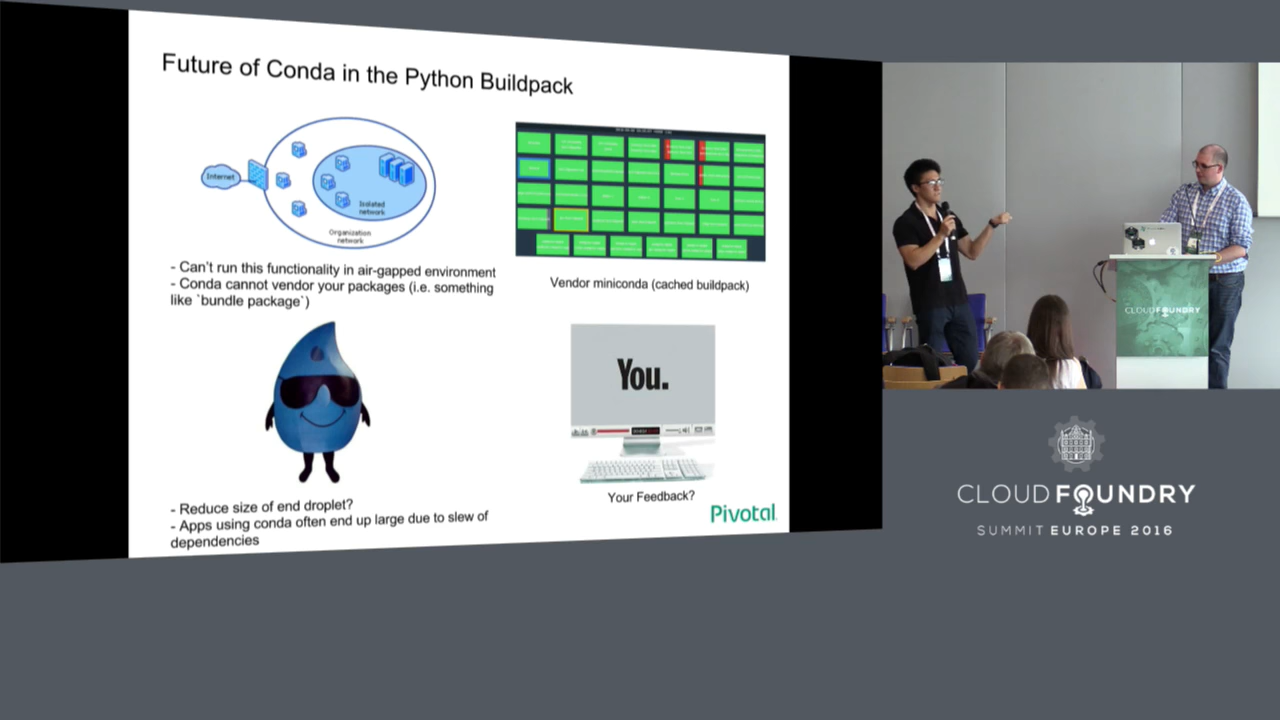 Future of Conda in the Python Buildpack
Internet
Isolated
network
Organization
network
- Can't run this functionality in air-gapped environment
- Conda cannot vendor your packages (i.e. something
like `bundle package`)
Vendor miniconda (cached buildpack)
You.
- Reduce size of end droplet?
- Apps using conda often end up large due to slew of
dependencies
Your Feedback?
Pivotal
CLOUD FOUNDRY
CLOUD FOUNDRY
SUMMIT EUROPE 2016